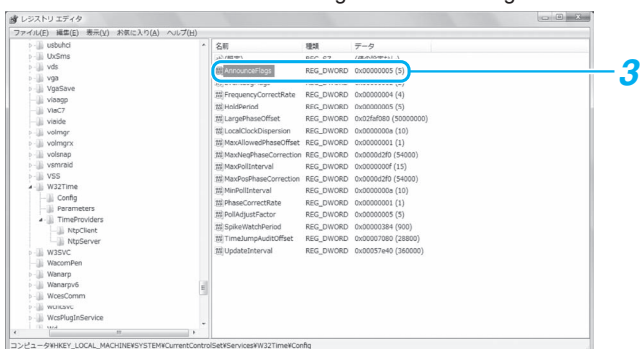 レジストリ エディタ
ファイル(F) 編集(E) 表示(V) お気に入り(A) ヘルプ(H)
usbuhci
UxSms
vds
vga
VgaSave
viaagp
ViaC7
viaide
volmgr
volmgrx
volsnap
vsmraid
VSS
W32Time
Config
Parameters
TimeProviders
NtpClient
NtpServer
W3SVC
WacomPen
Wanarp
Wanarpv6
WcesComm
wcncsvc
WcsPlugInService
Wd
名前 種類 データ
AnnounceFlags REG_DWORD 0x00000005 (5)
3
FrequencyCorrectRate REG_DWORD 0x00000004 (4)
HoldPeriod REG_DWORD 0x00000005 (5)
LargePhaseOffset REG_DWORD 0x02faf080 (50000000)
LocalClockDispersion REG_DWORD 0x0000000a (10)
MaxAllowedPhaseOffset REG_DWORD 0x00000001 (1)
MaxNegPhaseCorrection REG_DWORD 0x0000d2f0 (54000)
MaxPollInterval REG_DWORD 0x0000000f (15)
MaxPosPhaseCorrection REG_DWORD 0x0000d2f0 (54000)
MinPollInterval REG_DWORD 0x0000000a (10)
PhaseCorrectRate REG_DWORD 0x00000001 (1)
PollAdjustFactor REG_DWORD 0x00000005 (5)
SpikeWatchPeriod REG_DWORD 0x00000384 (900)
TimeJumpAuditOffset REG_DWORD 0x00007080 (28800)
UpdateInterval REG_DWORD 0x00057e40 (360000)
コンピュータ¥HKEY_LOCAL_MACHINE¥SYSTEM¥CurrentControlSet¥Services¥W32Time¥Config